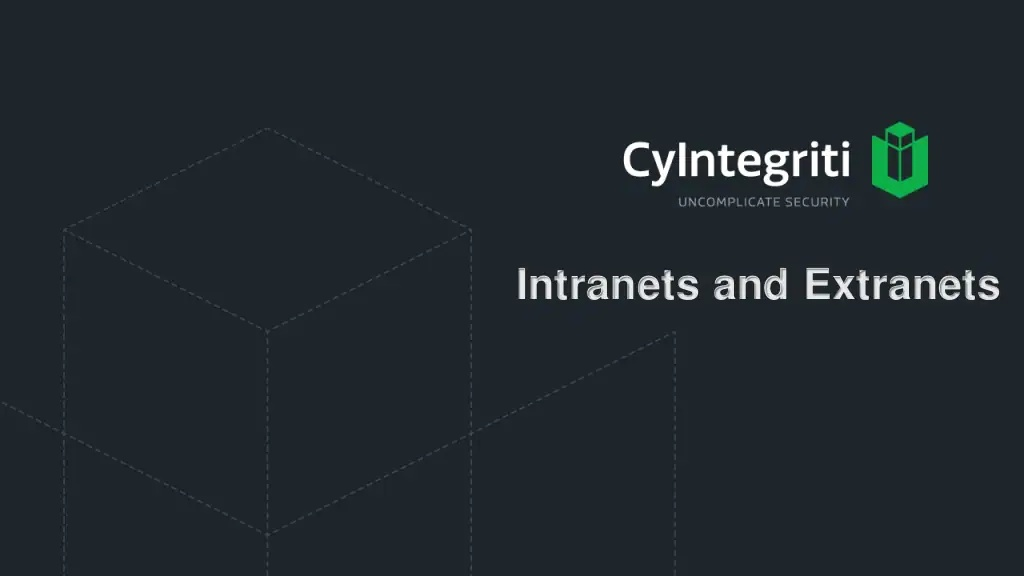 CyIntegriti
UNCOMPLICATE SECURITY
Intranets and Extranets